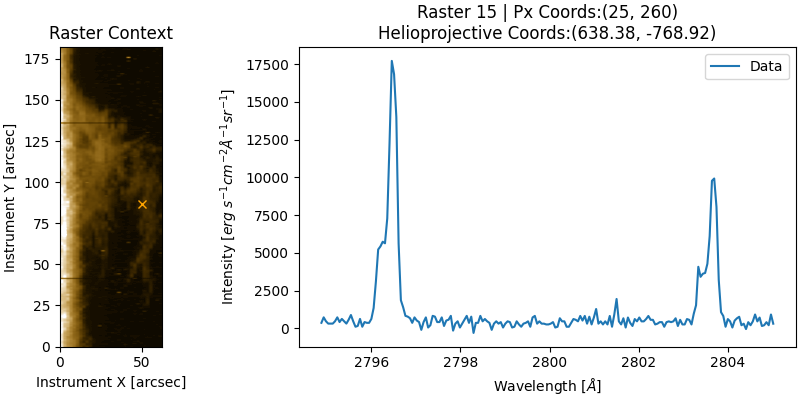 Raster Context
Instrument Y [arcsec]
175
150
125
100
75
50
25
0
0
50
Instrument X [arcsec]
Raster 15 | Px Coords:(25, 260)
Helioprojective Coords:(638.38, -768.92)
Data
Intensity [erg s⁻¹cm⁻²Å⁻¹sr⁻¹]
17500
15000
12500
10000
7500
5000
2500
0
2796
2798
2800
2802
2804
Wavelength [Å]